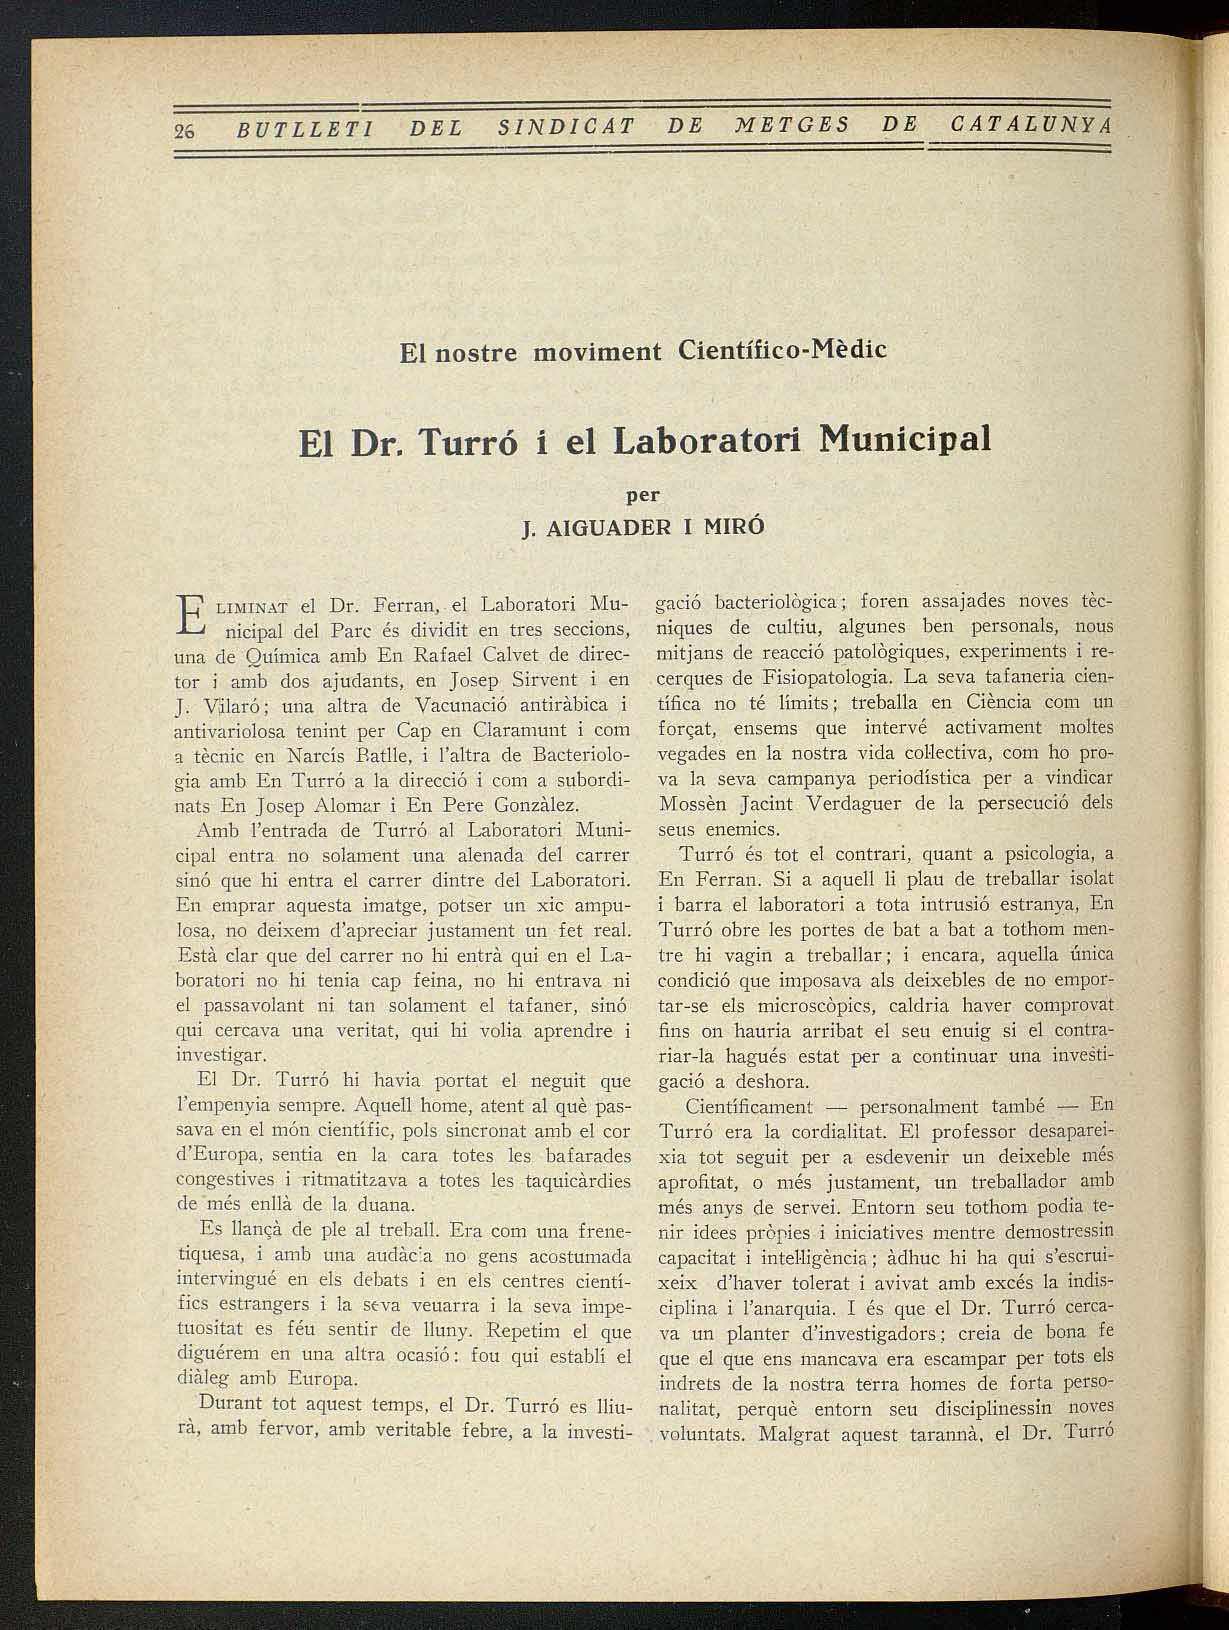 26 BUTLLETI DEL SINDICAT DE METGES DE CATALUNYA
El nostre moviment Científico-Mèdic
El Dr. Turró i el Laboratori Municipal
per
J. AIGUADER I MIRÓ
ELIMINAT el Dr. Ferran, el Laboratori Mu-
nicipal del Parc és dividit en tres seccions,
una de Química amb En Rafael Calvet de direc-
tor i amb dos ajudants, en Josep Sirvent i en
J. Vilaró; una altra de Vacunació antiràbica i
antivariolosa tenint per Cap en Claramunt i com
a tècnic en Narcís Batlle, i l'altra de Bacteriolo-
gia amb En Turró a la direcció i com a subordi-
nats En Josep Alomar i En Pere Gonzàlez.
Amb l'entrada de Turró al Laboratori Muni-
cipal entra no solament una alenada del carrer
sinó que hi entra el carrer dintre del Laboratori.
En emprar aquesta imatge, potser un xic ampu-
losa, no deixem d'apreciar justament un fet real.
Està clar que del carrer no hi entrà qui en el La-
boratori no hi tenia cap feina, no hi entrava ni
el passavolant ni tan solament el tafaner, sinó
qui cercava una veritat, qui hi volia aprendre i
investigar.
El Dr. Turró hi havia portat el neguit que
l'empenyia sempre. Aquell home, atent al què pas-
sava en el món científic, pols sincronat amb el cor
d'Europa, sentia en la cara totes les bafarades
congestives i ritmatitzava a totes les taquicàrdies
de més enllà de la duana.
Es llançà de ple al treball. Era com una frene-
tiquesa, i amb una audàcia no gens acostumada
intervingué en els debats i en els centres cientí-
fics estrangers i la seva veuarra i la seva impe-
tuositat es féu sentir de lluny. Repetim el que
diguérem en una altra ocasió: fou qui establí el
diàleg amb Europa.
Durant tot aquest temps, el Dr. Turró es lliu-
rà, amb fervor, amb veritable febre, a la investi-
gació bacteriològica; foren assajades noves tèc-
niques de cultiu, algunes ben personals, nous
mitjans de reacció patològiques, experiments i re-
cerques de Fisiopatologia. La seva tafaneria cien-
tífica no té límits; treballa en Ciència com un
forçat, ensems que intervé activament moltes
vegades en la nostra vida col·lectiva, com ho pro-
va la seva campanya periodística per a vindicar
Mossèn Jacint Verdaguer de la persecució dels
seus enemics.
Turró és tot el contrari, quant a psicologia, a
En Ferran. Si a aquell li plau de treballar isolat
i barra el laboratori a tota intrusió estranya, En
Turró obre les portes de bat a bat a tothom men-
tre hi vagin a treballar; i encara, aquella única
condició que imposava als deixebles de no empor-
tar-se els microscòpics, caldria haver comprovat
fins on hauria arribat el seu enuig si el contra-
riar-la hagués estat per a continuar una investi-
gació a deshora.
Científicament — personalment també — En
Turró era la cordialitat. El professor desaparei-
xia tot seguit per a esdevenir un deixeble més
aprofitat, o més justament, un treballador amb
més anys de servei. Entorn seu tothom podia te-
nir idees pròpies i iniciatives mentre demostressin
capacitat i intel·ligència; àdhuc hi ha qui s'escrui-
xeix d'haver tolerat i avivat amb excés la indis-
ciplina i l'anarquia. I és que el Dr. Turró cerca-
va un planter d'investigadors; creia de bona fe
que el que ens mancava era escampar per tots els
indrets de la nostra terra homes de forta perso-
nalitat, perquè entorn seu disciplinessin noves
voluntats. Malgrat aquest tarannà, el Dr. Turró